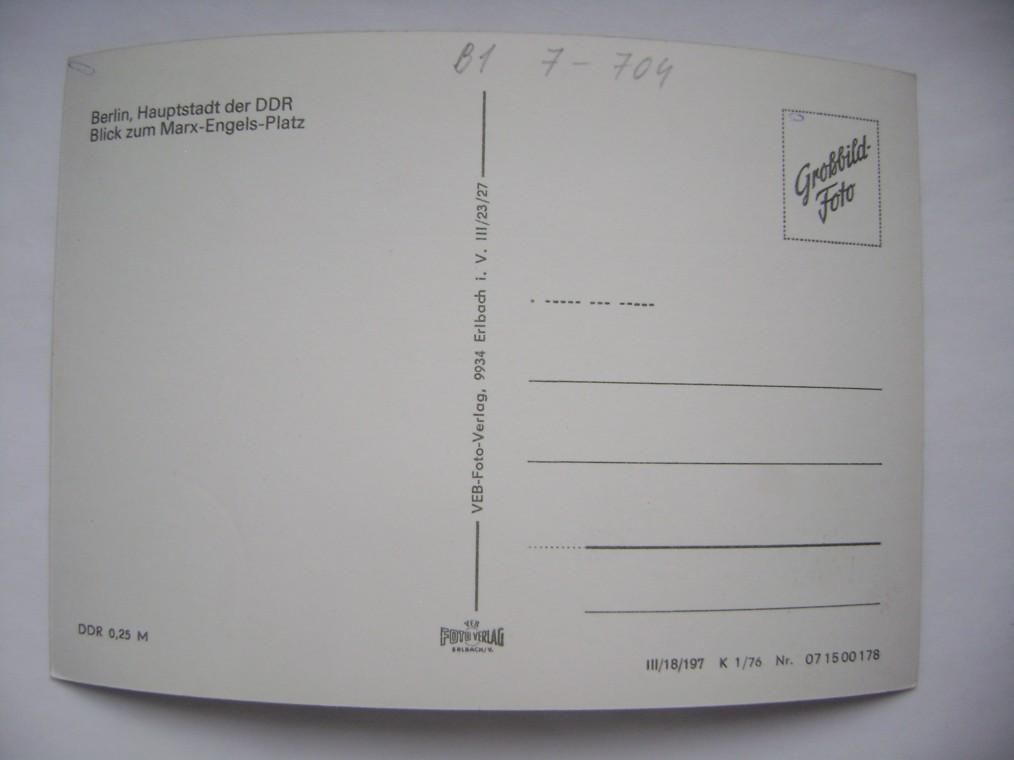 B1 7 - 704
Berlin, Hauptstadt der DDR
Blick zum Marx-Engels-Platz
Großbild-
Foto
VEB-Foto-Verlag, 9934 Erlbach i. V. III/23/27
DDR 0,25 M
VEB
FOTO VERLAG
ERLBACH/V.
III/18/197 K 1/76 Nr. 07 15 00 178